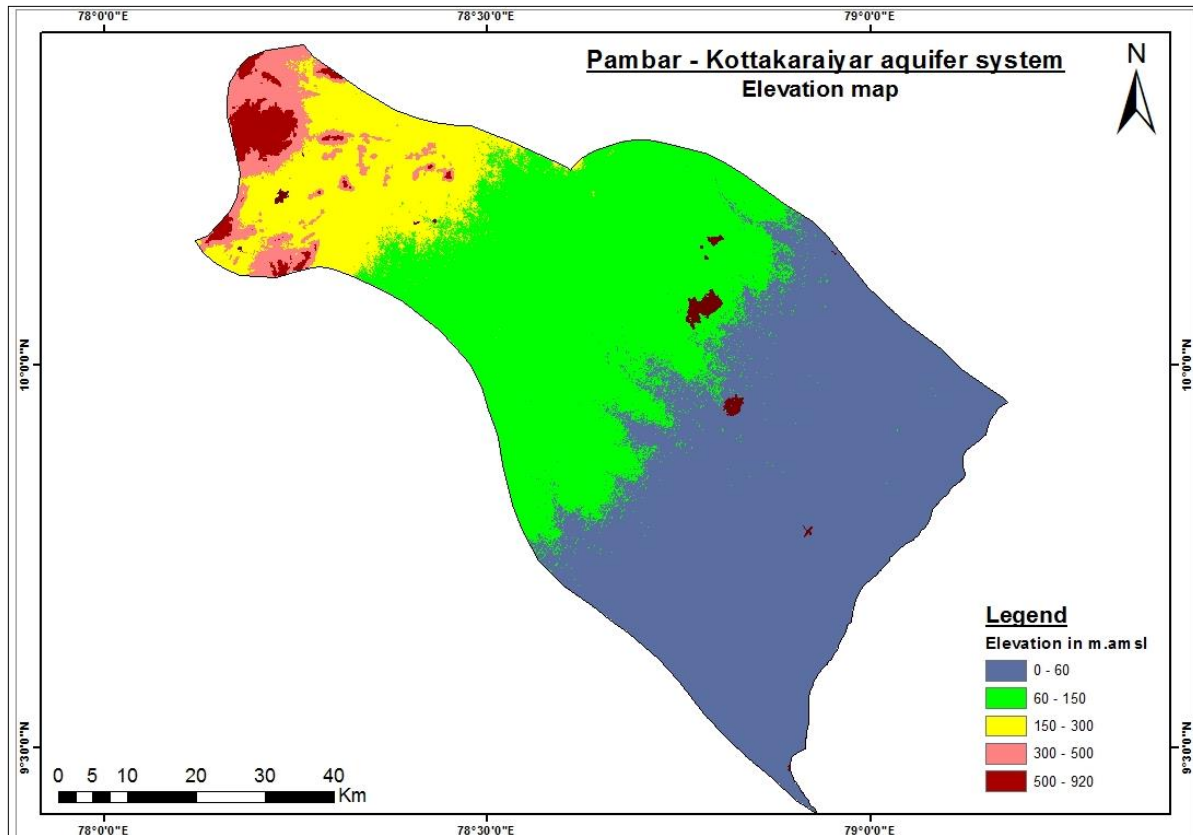 78°0'0"E 78°30'0"E 79°0'0"E
Pambar - Kottakaraiyar aquifer system
Elevation map
N
10°0'0"N 10°0'0"N
Legend
Elevation in m.amsl
0 - 60
60 - 150
150 - 300
300 - 500
500 - 920
9°30'0"N 9°30'0"N
0 5 10 20 30 40
Km
78°0'0"E 78°30'0"E 79°0'0"E